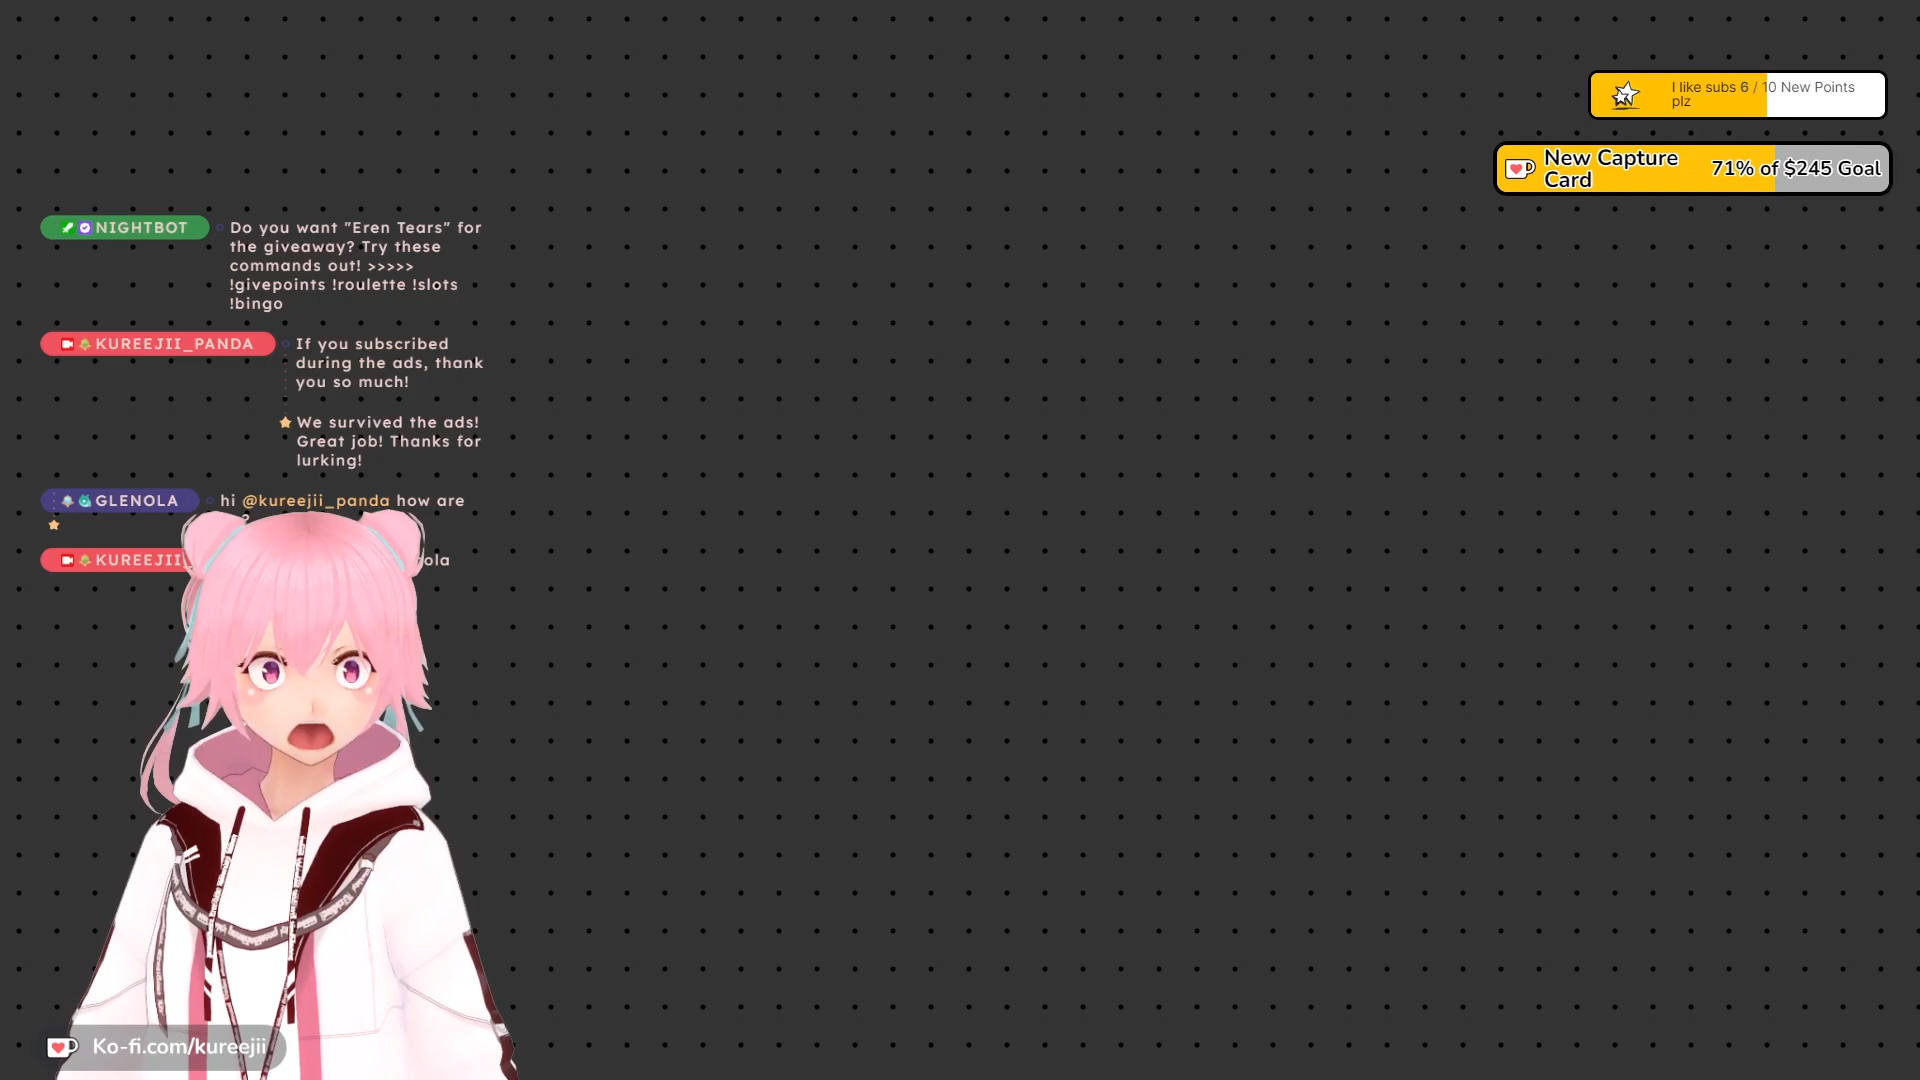 I like subs 6 / 10 New Points
plz
New Capture
Card
71% of $245 Goal
NIGHTBOT
Do you want "Eren Tears" for
the giveaway? Try these
commands out! >>>>>
!givepoints !roulette !slots
!bingo
KUREEJII_PANDA
If you subscribed
during the ads, thank
you so much!
We survived the ads!
Great job! Thanks for
lurking!
GLENOLA
hi @kureejii_panda how are
KUREEJII_
ola
Ko-fi.com/kureejii